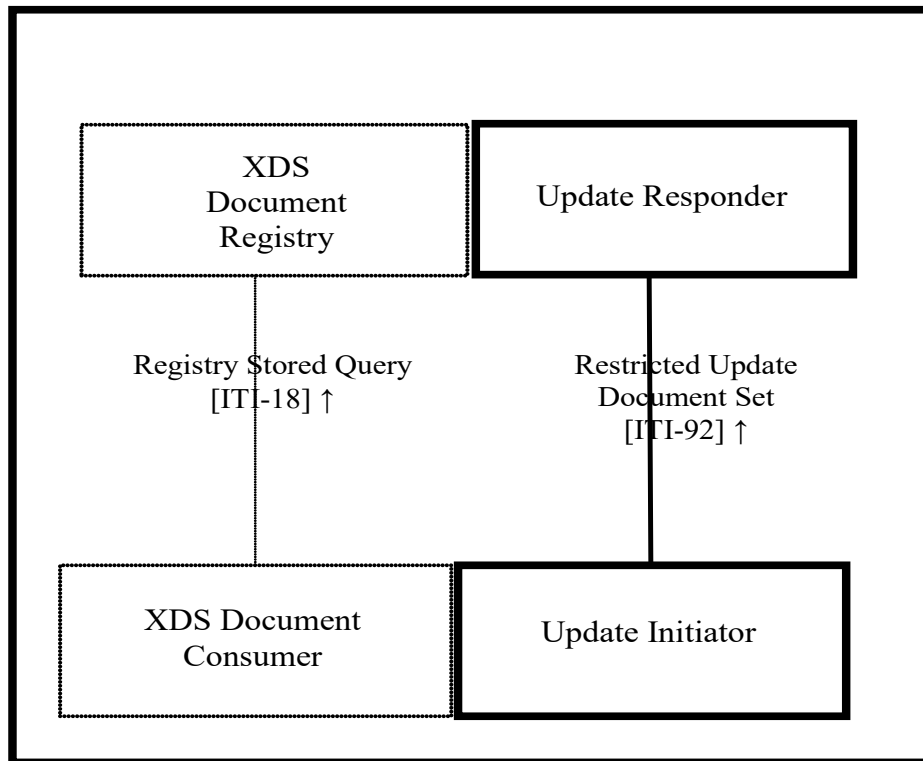 XDS
Document
Registry
Update Responder
Registry Stored Query
[ITI-18] ↑
Restricted Update
Document Set
[ITI-92] ↑
XDS Document
Consumer
Update Initiator